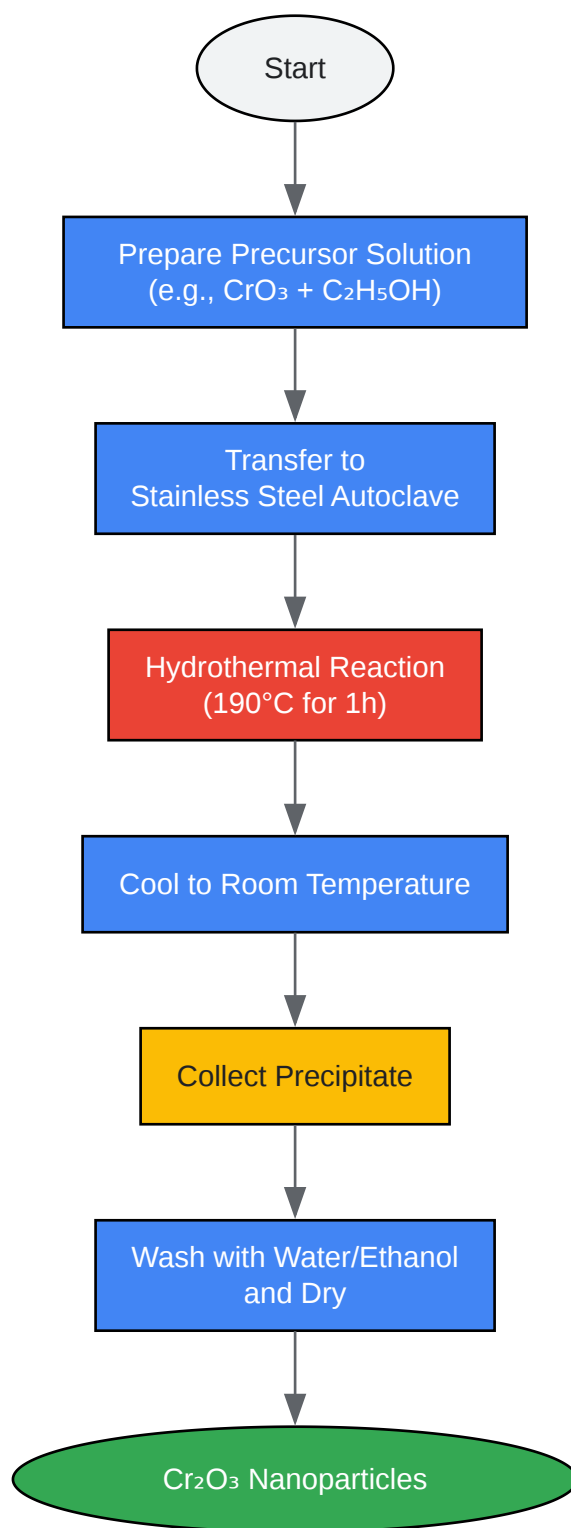 Start
Prepare Precursor Solution
(e.g., CrO₃ + C₂H₅OH)
Transfer to
Stainless Steel Autoclave
Hydrothermal Reaction
(190°C for 1h)
Cool to Room Temperature
Collect Precipitate
Wash with Water/Ethanol
and Dry
Cr₂O₃ Nanoparticles